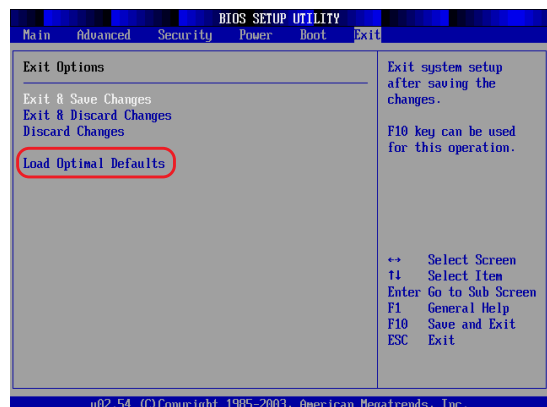 BIOS SETUP UTILITY
Main Advanced Security Power Boot Exit
Exit Options
Exit & Save Changes
Exit & Discard Changes
Discard Changes
Load Optimal Defaults
Exit system setup
after saving the
changes.
F10 key can be used
for this operation.
↔ Select Screen
↑↓ Select Item
Enter Go to Sub Screen
F1 General Help
F10 Save and Exit
ESC Exit
v02.54 (C)Copyright 1985-2003, American Megatrends, Inc.